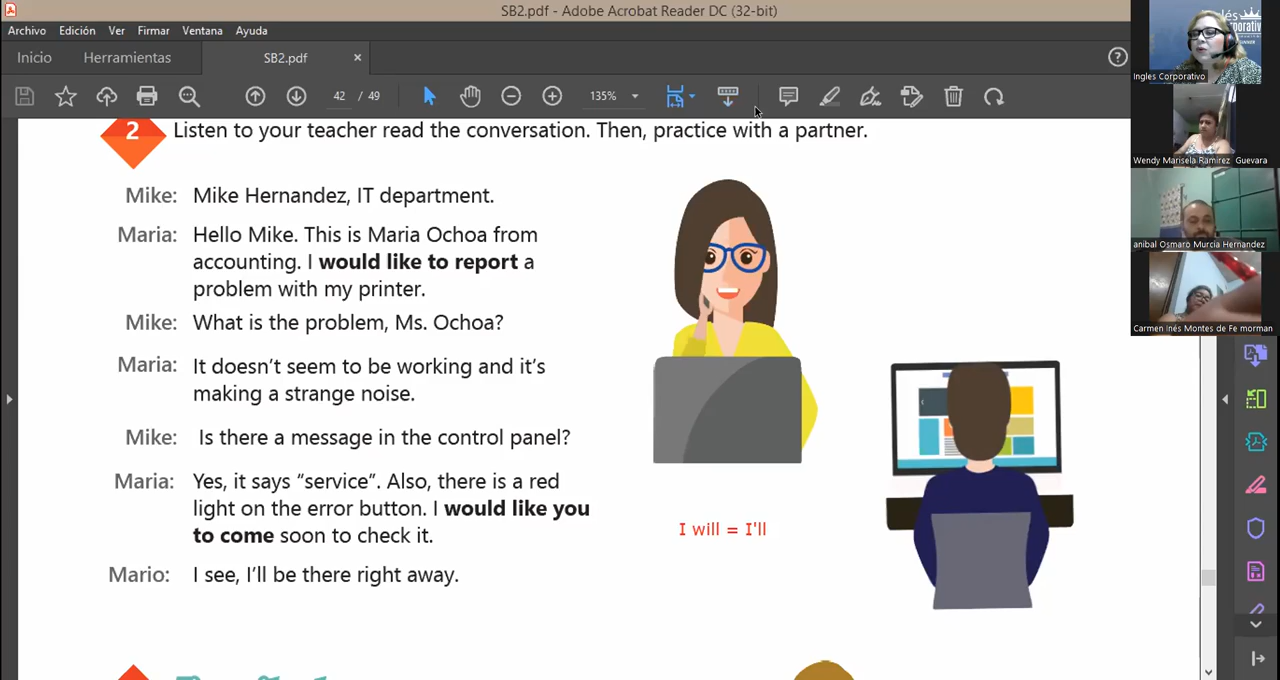 SB2.pdf - Adobe Acrobat Reader DC (32-bit)
Archivo Edición Ver Firmar Ventana Ayuda
Inicio Herramientas SB2.pdf ×
42 / 49 135%
2 Listen to your teacher read the conversation. Then, practice with a partner.
Mike: Mike Hernandez, IT department.
Maria: Hello Mike. This is Maria Ochoa from
accounting. I would like to report a
problem with my printer.
Mike: What is the problem, Ms. Ochoa?
Maria: It doesn't seem to be working and it's
making a strange noise.
Mike: Is there a message in the control panel?
Maria: Yes, it says “service”. Also, there is a red
light on the error button. I would like you
to come soon to check it.
Mario: I see, I’ll be there right away.
I will = I'll
Ingles Corporativo
Wendy Marisela Ramirez Guevara
anibal Osmaro Murcia Hernandez
Carmen Inés Montes de Fe morman